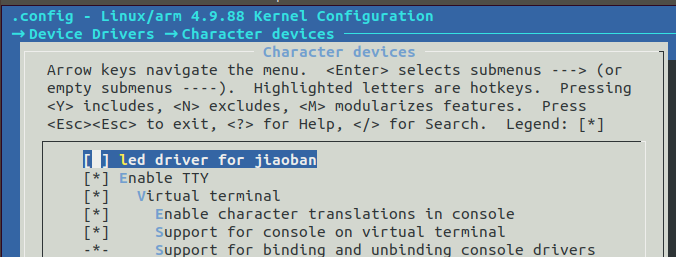 .config - Linux/arm 4.9.88 Kernel Configuration
→ Device Drivers → Character devices
Character devices
Arrow keys navigate the menu.  <Enter> selects submenus ---> (or
empty submenus ----).  Highlighted letters are hotkeys.  Pressing
<Y> includes, <N> excludes, <M> modularizes features.  Press
<Esc><Esc> to exit, <?> for Help, </> for Search.  Legend: [*]
[ ] led driver for jiaoban
[*] Enable TTY
[*]   Virtual terminal
[*]     Enable character translations in console
[*]     Support for console on virtual terminal
-*-     Support for binding and unbinding console drivers